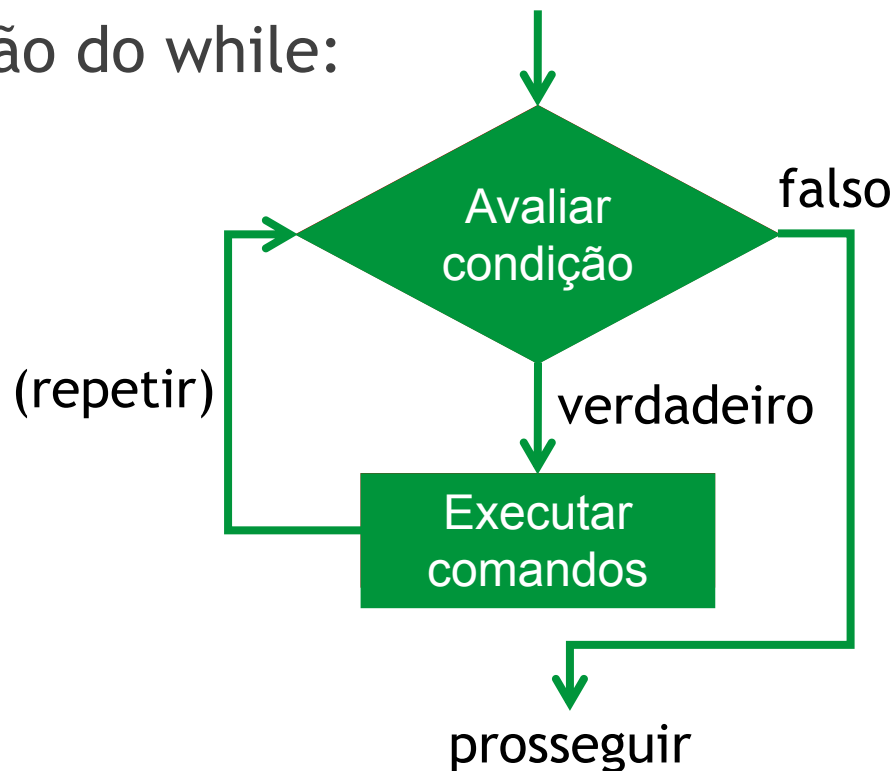 ão do while:
Avaliar
condição
falso
(repetir)
verdadeiro
Executar
comandos
prosseguir